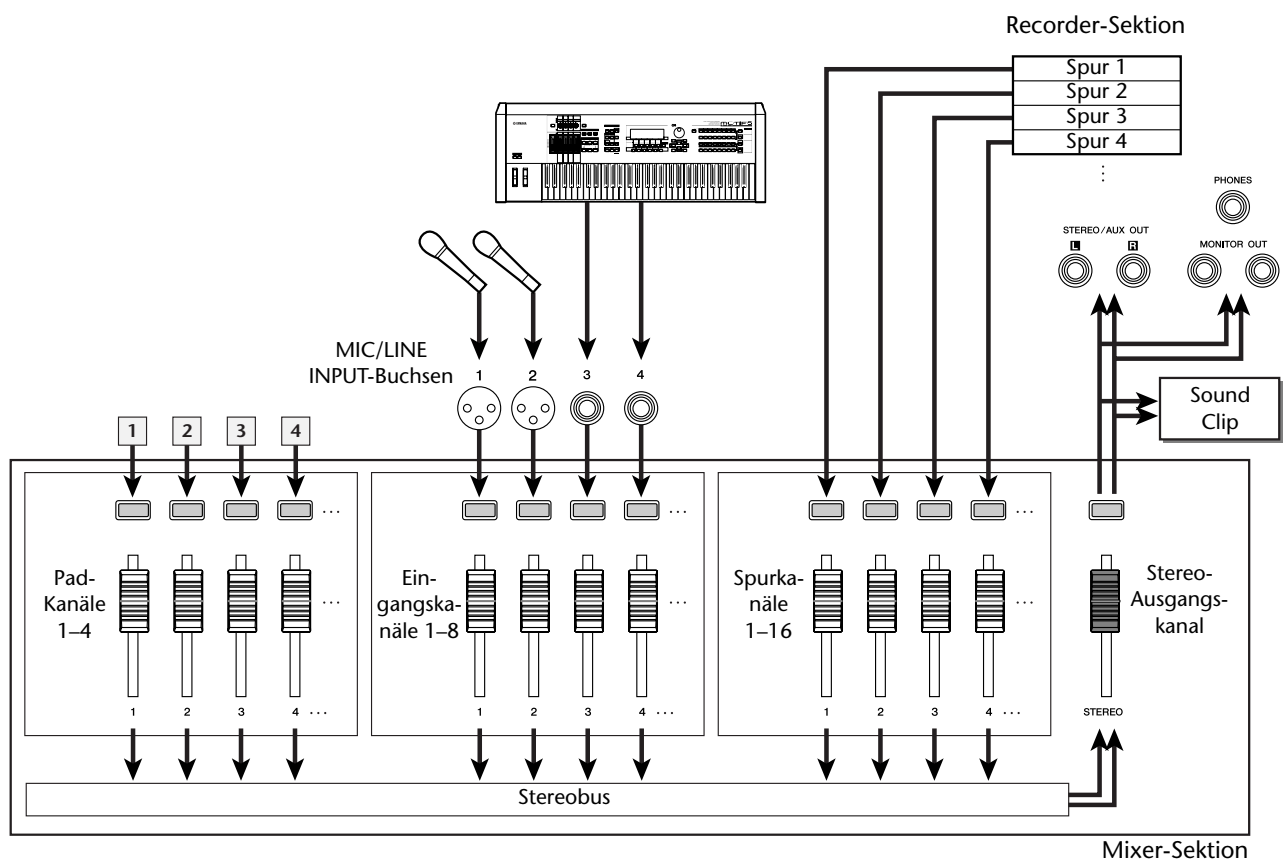 Recorder-Sektion
Spur 1
Spur 2
Spur 3
Spur 4
⋮
PHONES
STEREO/AUX OUT
L R
MONITOR OUT
MIC/LINE
INPUT-Buchsen
1 2 3 4
Sound
Clip
1 2 3 4
...
...
...
Pad-
Kanäle
1–4
...
Ein-
gangska-
näle 1–8
...
Spurka-
näle
1–16
...
Stereo-
Ausgangs-
kanal
1 2 3 4 ...
1 2 3 4 ...
1 2 3 4 ...
STEREO
Stereobus
Mixer-Sektion